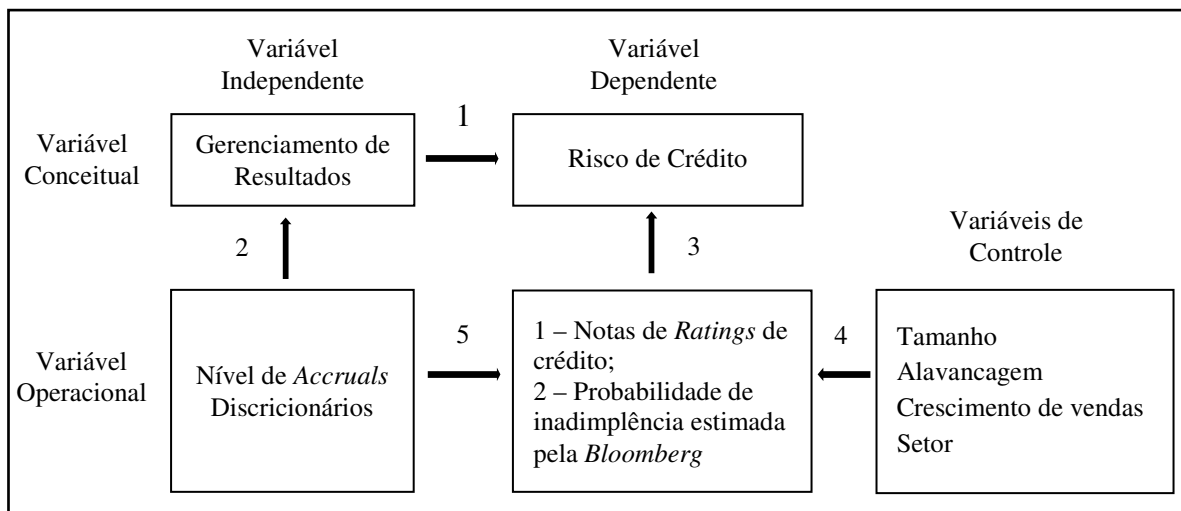 Variável
Independente
Variável
Dependente
Variável
Conceitual
Gerenciamento de
Resultados
1
Risco de Crédito
2
3
Variáveis de
Controle
Variável
Operacional
Nível de Accruals
Discricionários
5
1 – Notas de Ratings de
crédito;
2 – Probabilidade de
inadimplência estimada
pela Bloomberg
4
Tamanho
Alavancagem
Crescimento de vendas
Setor